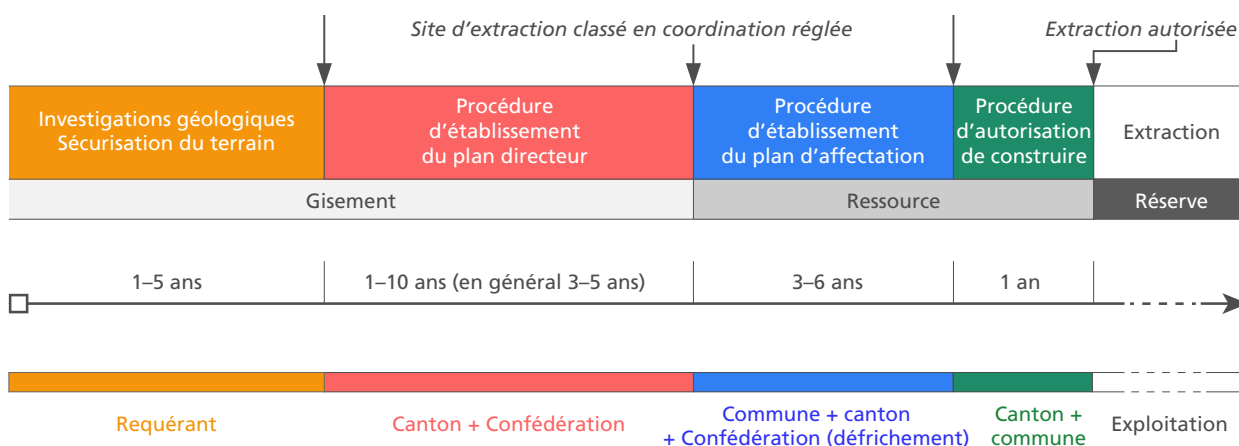 Site d’extraction classé en coordination réglée
Extraction autorisée
Investigations géologiques
Sécurisation du terrain
Procédure
d’établissement
du plan directeur
Procédure
d’établissement
du plan d’affectation
Procédure
d’autorisation
de construire
Extraction
Gisement
Ressource
Réserve
1–5 ans
1–10 ans (en général 3–5 ans)
3–6 ans
1 an
Requérant
Canton + Confédération
Commune + canton
+ Confédération (défrichement)
Canton +
commune
Exploitation